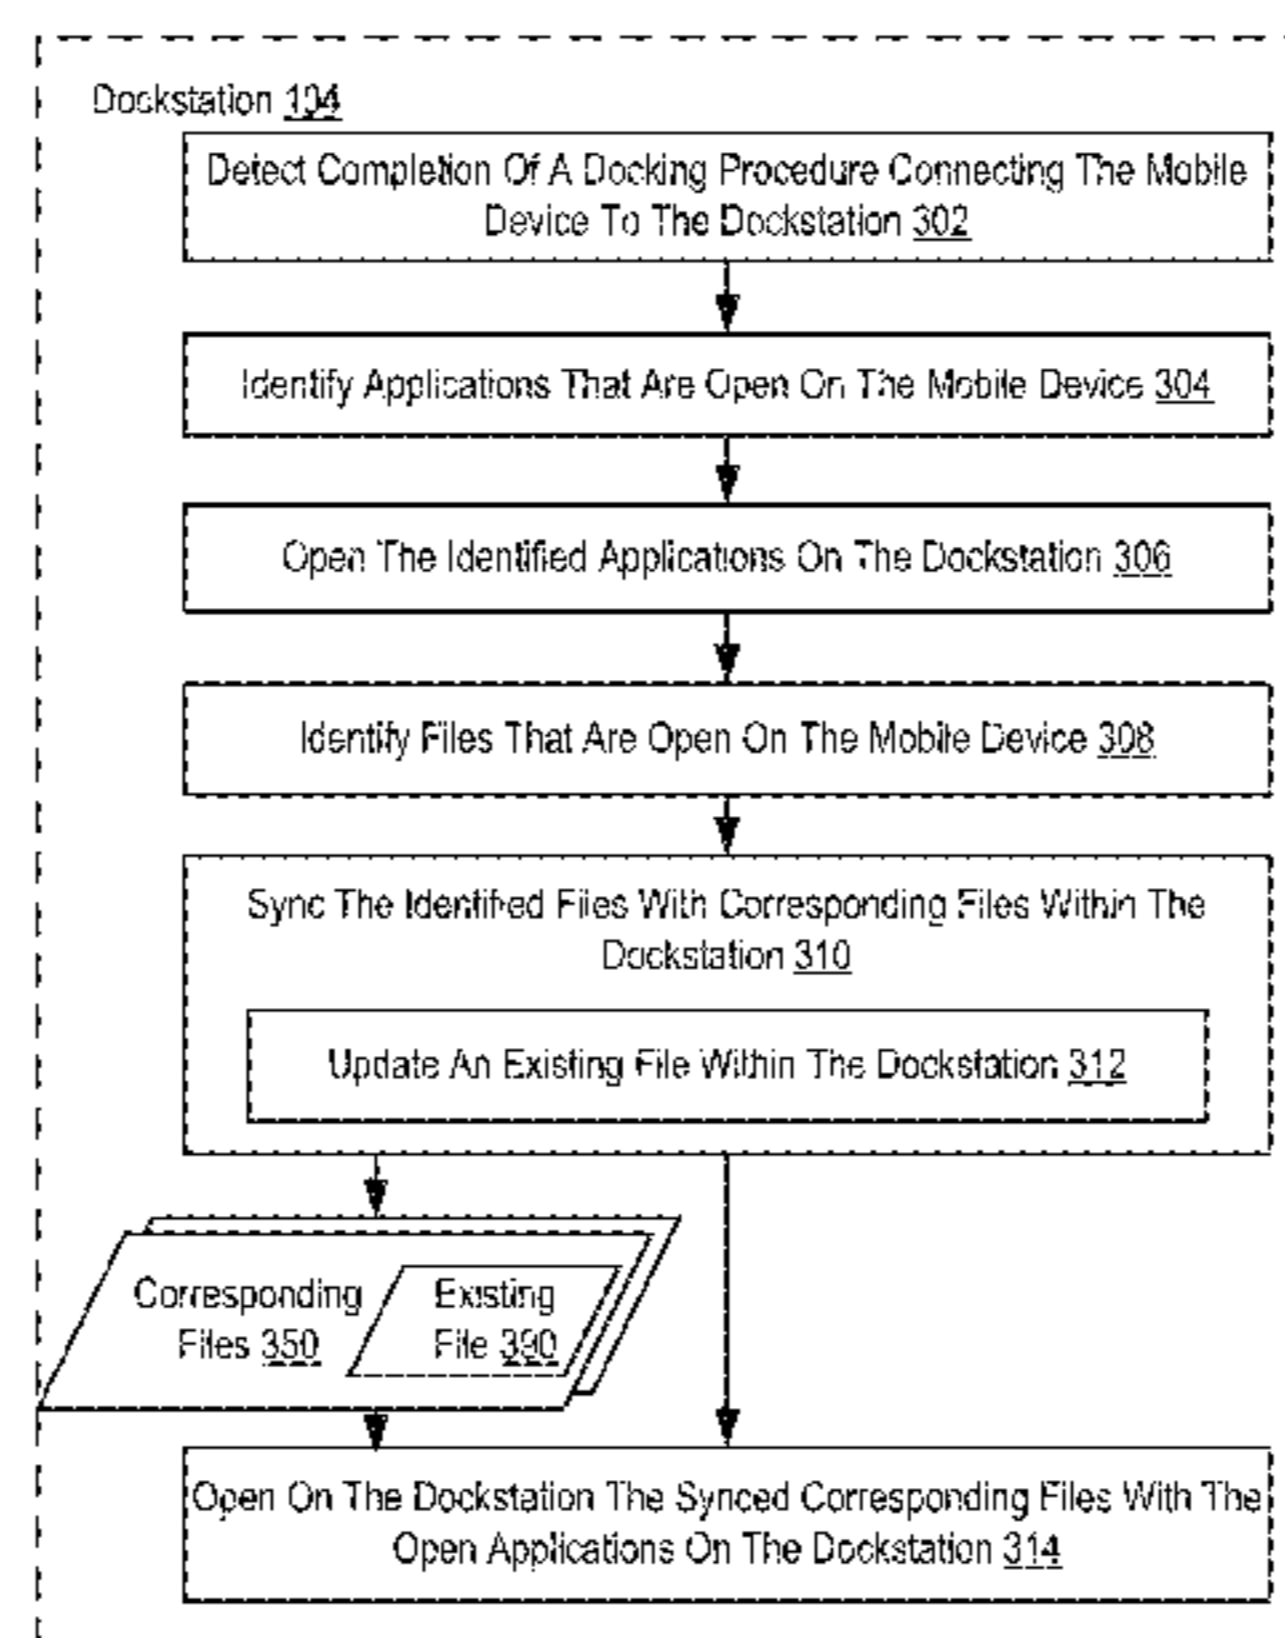 Dockstation 104
Detect Completion Of A Docking Procedure Connecting The Mobile
Device To The Dockstation 302
Identify Applications That Are Open On The Mobile Device 304
Open The Identified Applications On The Dockstation 306
Identify Files That Are Open On The Mobile Device 308
Sync The Identified Files With Corresponding Files Within The
Dockstation 310
Update An Existing File Within The Dockstation 312
Corresponding
Files 350
Existing
File 390
Open On The Dockstation The Synced Corresponding Files With The
Open Applications On The Dockstation 314